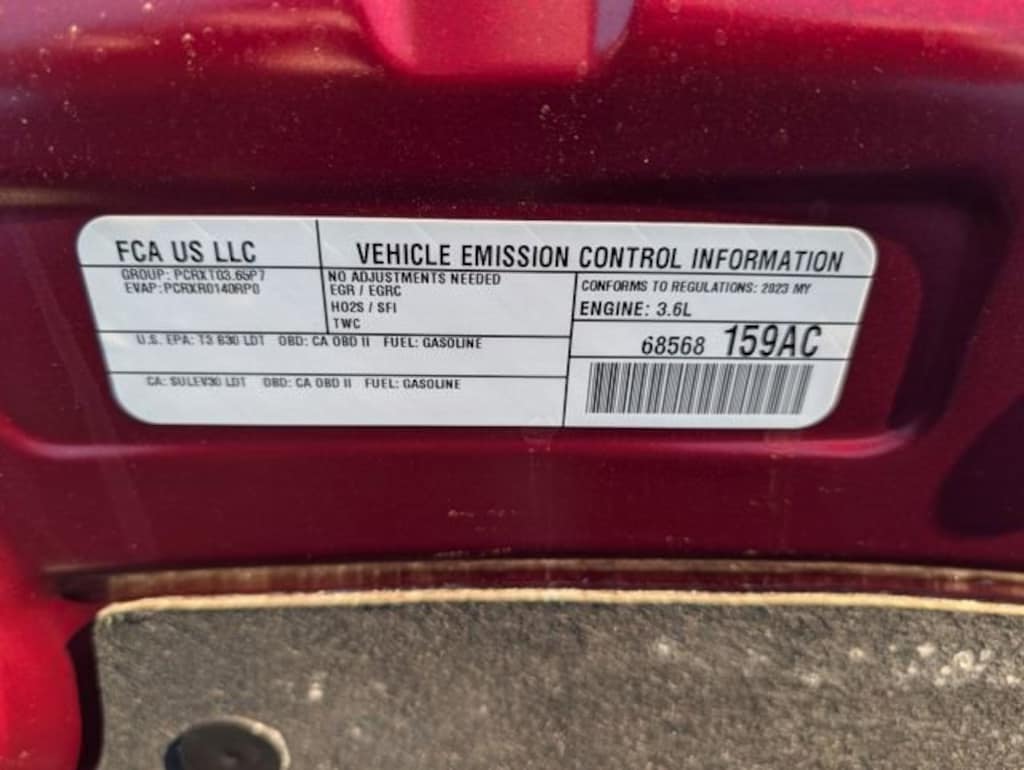 FCA US LLC
VEHICLE EMISSION CONTROL INFORMATION
GROUP: PCRXT03.65P7
EVAP: PCRXR0140RP0
NO ADJUSTMENTS NEEDED
EGR / EGRC
HO2S / SFI
TWC
CONFORMS TO REGULATIONS: 2023 MY
ENGINE: 3.6L
U.S. EPA: T3 B30 LDT OBD: CA OBD II FUEL: GASOLINE
68568 159AC
CA: SULEV30 LDT OBD: CA OBD II FUEL: GASOLINE